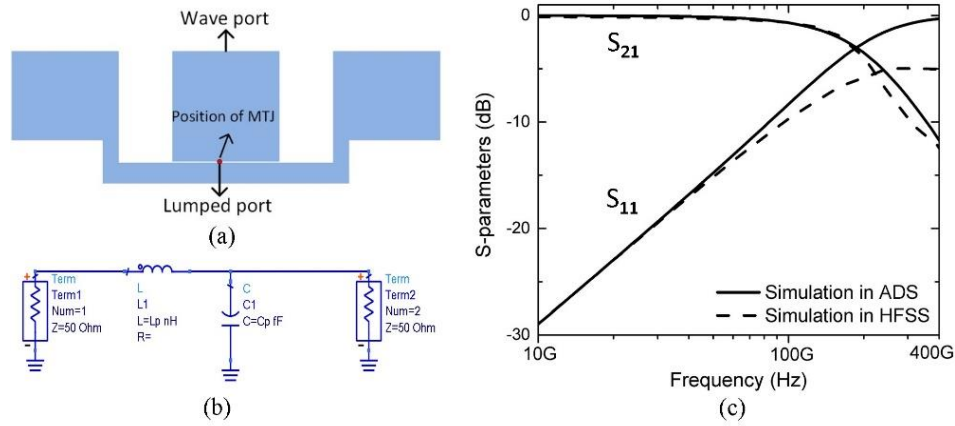 Wave port
Position of MTJ
Lumped port
(a)
+
Term
Term1
Num=1
Z=50 Ohm
-
L
L1
L=Lp nH
R=
C
C1
C=Cp fF
+
Term
Term2
Num=2
Z=50 Ohm
-
(b)
S-parameters (dB)
0
-10
-20
-30
S21
S11
Simulation in ADS
Simulation in HFSS
10G
100G
400G
Frequency (Hz)
(c)